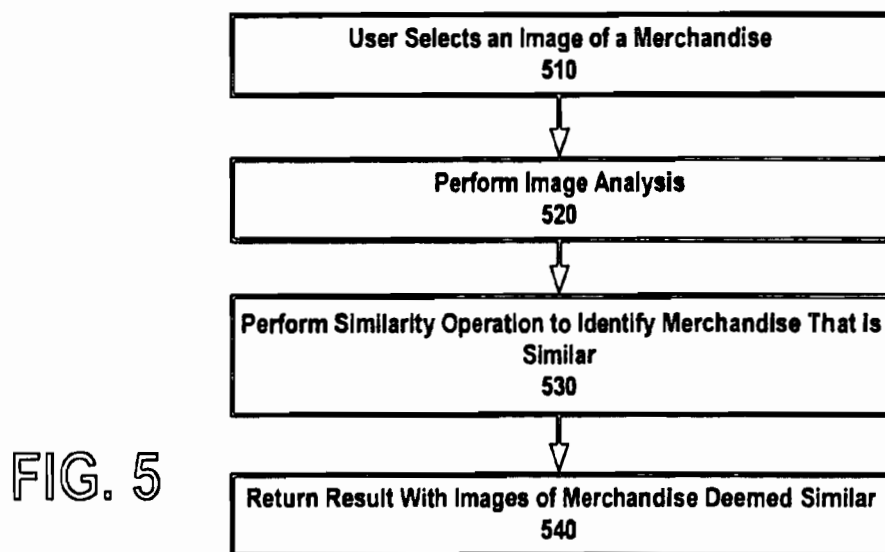 User Selects an Image of a Merchandise
510
Perform Image Analysis
520
Perform Similarity Operation to Identify Merchandise That is
Similar
530
Return Result With Images of Merchandise Deemed Similar
540
FIG. 5